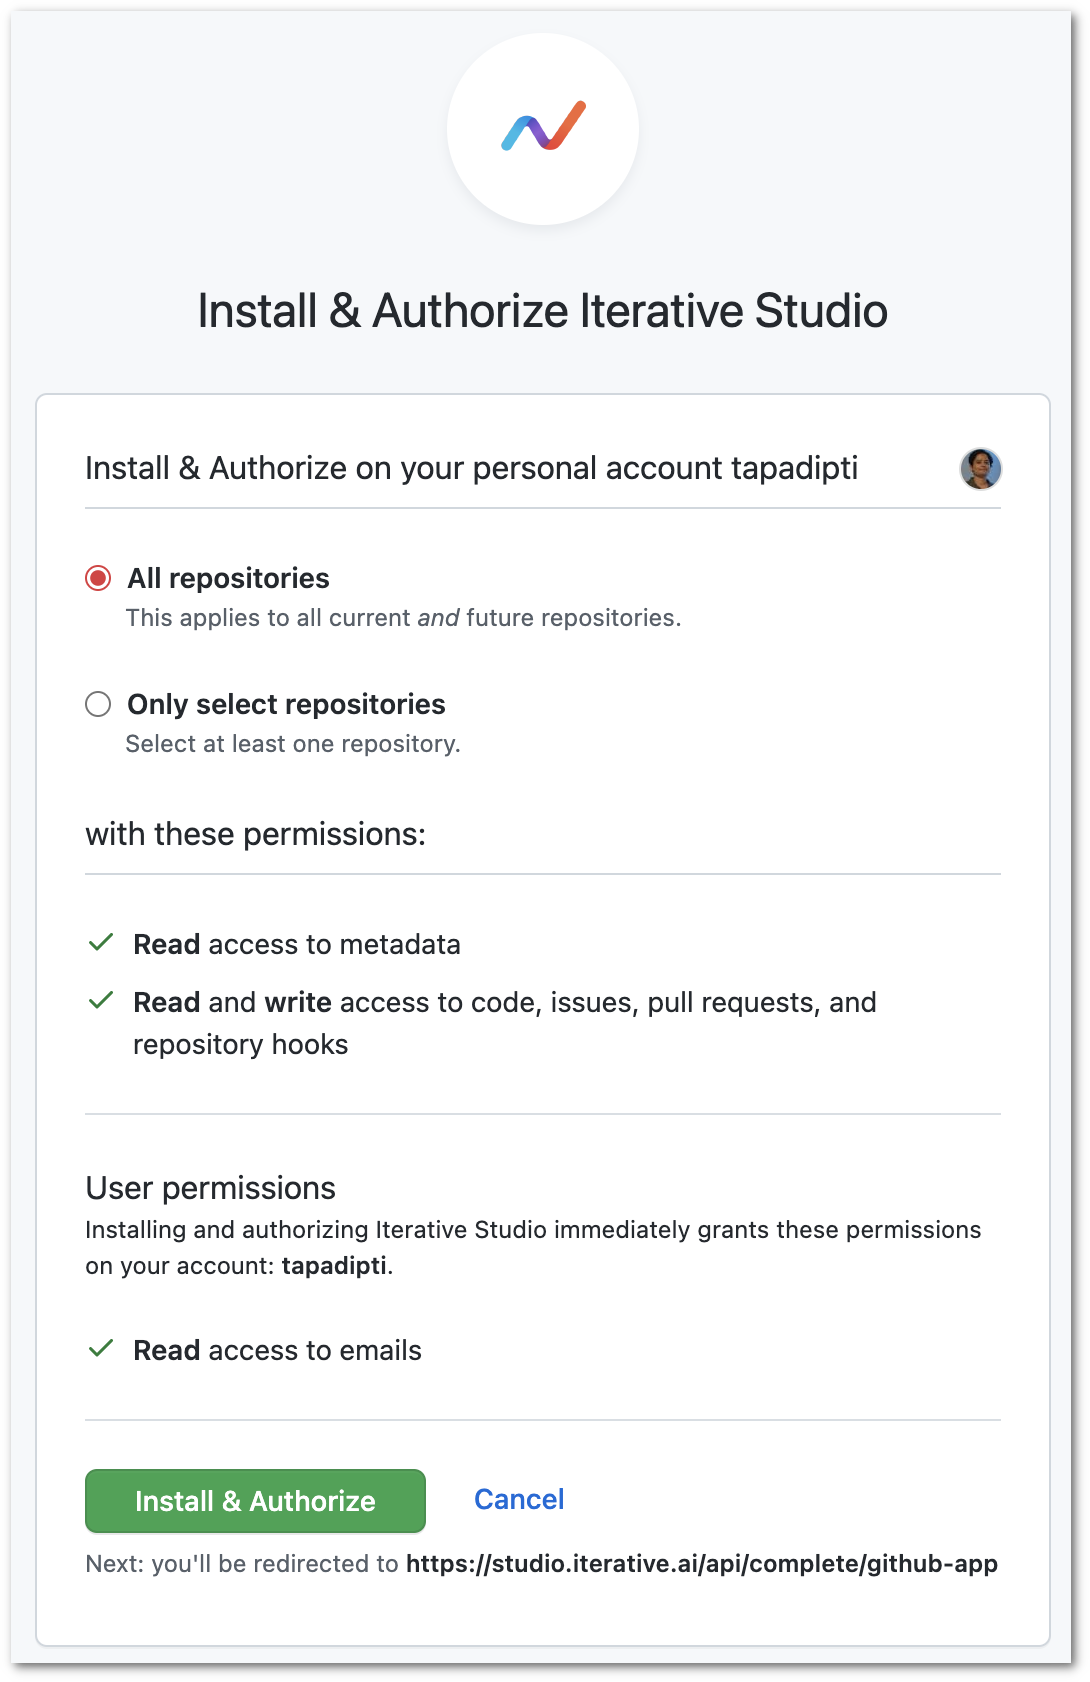 Install & Authorize Iterative Studio
Install & Authorize on your personal account tapadipti
All repositories
This applies to all current and future repositories.
Only select repositories
Select at least one repository.
with these permissions:
Read access to metadata
Read and write access to code, issues, pull requests, and
repository hooks
User permissions
Installing and authorizing Iterative Studio immediately grants these permissions
on your account: tapadipti.
Read access to emails
Install & Authorize Cancel
Next: you'll be redirected to https://studio.iterative.ai/api/complete/github-app